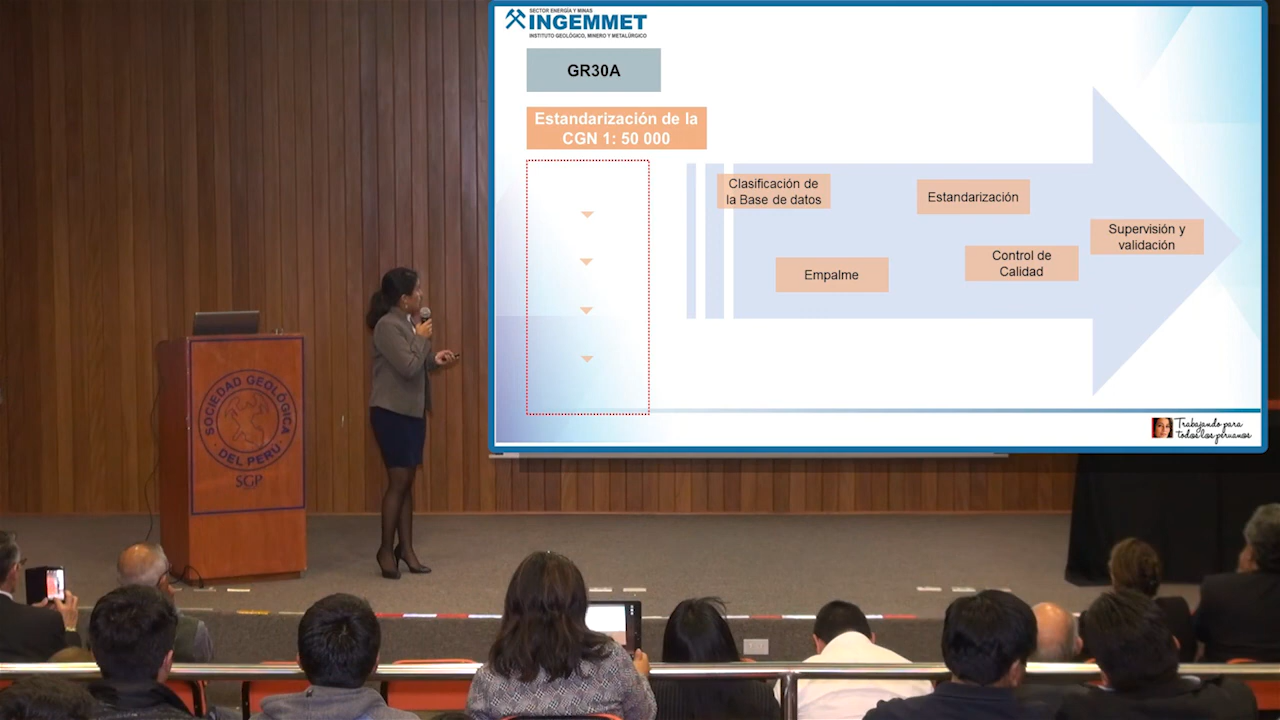 SECTOR ENERGÍA Y MINAS
INGEMMET
INSTITUTO GEOLÓGICO, MINERO Y METALÚRGICO
GR30A
Estandarización de la
CGN 1: 50 000
Clasificación de
la Base de datos
Estandarización
Supervisión y
validación
Control de
Calidad
Empalme
Trabajando para
todos los peruanos
SOCIEDAD GEOLÓGICA
DEL PERÚ
SGP